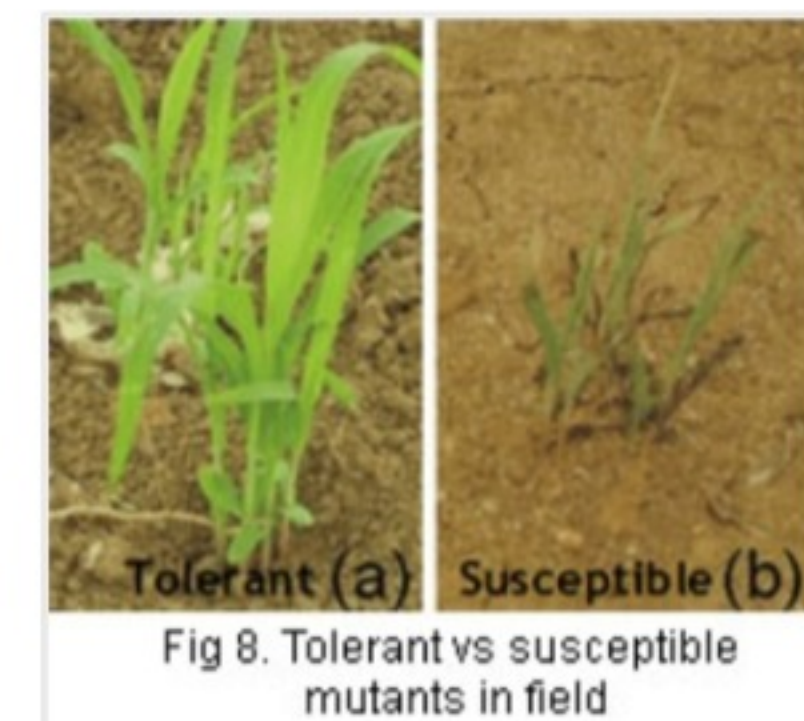 Tolerant (a)
Susceptible (b)
Fig 8. Tolerant vs susceptible
mutants in field